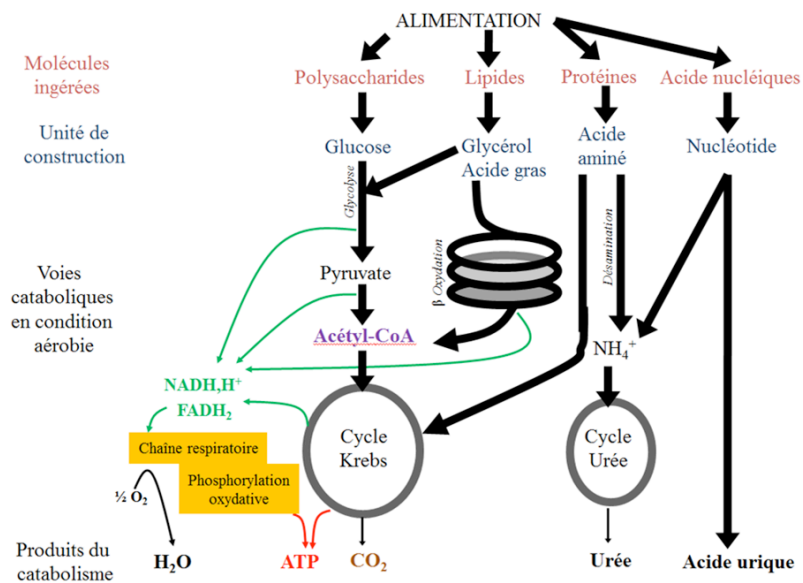 ALIMENTATION
Molécules
ingérées
Polysaccharides
Lipides
Protéines
Acide nucléiques
Unité de
construction
Glucose
Glycérol
Acide gras
Acide
aminé
Nucléotide
Glycolyse
β Oxydation
Désamination
Voies
cataboliques
en condition
aérobie
Pyruvate
Acétyl-CoA
NH₄⁺
NADH,H⁺
FADH₂
Cycle
Krebs
Cycle
Urée
Chaîne respiratoire
Phosphorylation
oxydative
½ O₂
Produits du
catabolisme
H₂O
ATP
CO₂
Urée
Acide urique